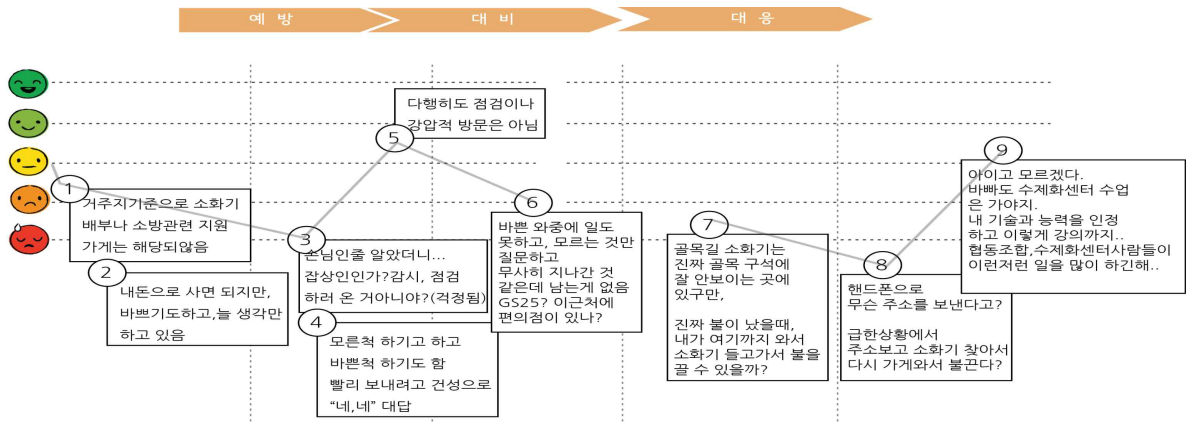 예 방
대 비
대 응
1
거주지기준으로 소화기
배부나 소방관련 지원
가게는 해당되않음
2
내돈으로 사면 되지만,
바쁘기도하고,늘 생각만
하고 있음
3
손님인줄 알았더니...
잡상인인가?감시, 점검
하러 온 거아니야?(걱정됨)
4
모른척 하기고 하고
바쁜척 하기도 함
빨리 보내려고 건성으로
“네,네” 대답
5
다행히도 점검이나
강압적 방문은 아님
6
바쁜 와중에 일도
못하고, 모르는 것만
질문하고
무사히 지나간 것
같은데 남는게 없음
GS25? 이근처에
편의점이 있나?
7
골목길 소화기는
진짜 골목 구석에
잘 안보이는 곳에
있구만,
진짜 불이 났을때,
내가 여기까지 와서
소화기 들고가서 불을
끌 수 있을까?
8
핸드폰으로
무슨 주소를 보낸다고?
급한상황에서
주소보고 소화기 찾아서
다시 가게와서 불끈다?
9
아이고 모르겠다.
바빠도 수제화센터 수업
은 가야지.
내 기술과 능력을 인정
하고 이렇게 강의까지..
협동조합,수제화센터사람들이
이런저런 일을 많이 하긴해..